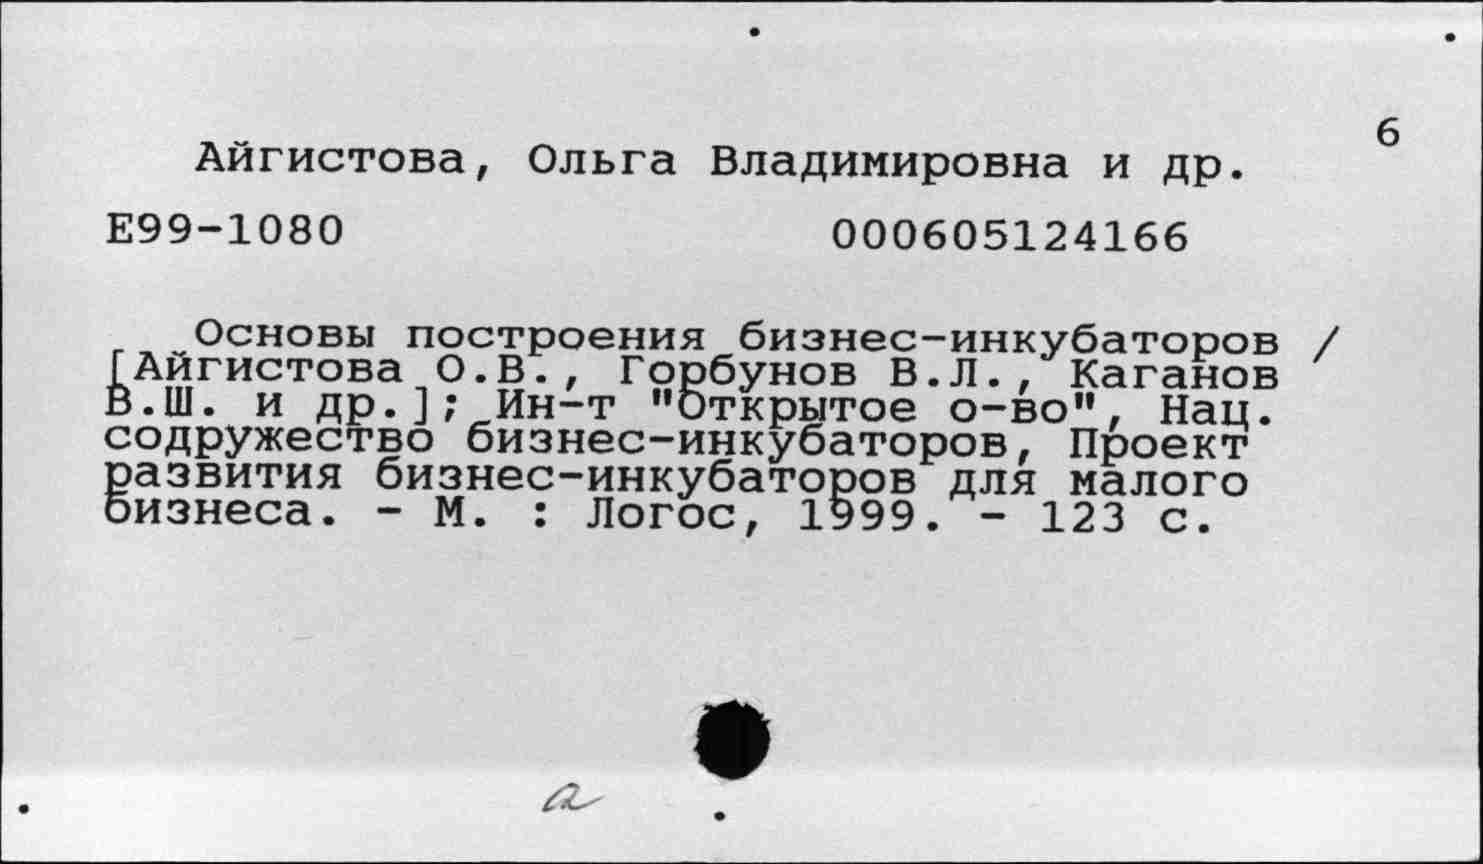 6
Айгистова, Ольга Владимировна и др.
Е99-1080 000605124166
Основы построения бизнес-инкубаторов /
[Айгистова О.В., Горбунов В.Л., Каганов
В.Ш. и др.]; Ин-т "Открытое о-во", Нац.
содружество бизнес-инкубаторов, Проект
развития бизнес-инкубаторов для малого
бизнеса. - М. : Логос, 1999. - 123 с.
а